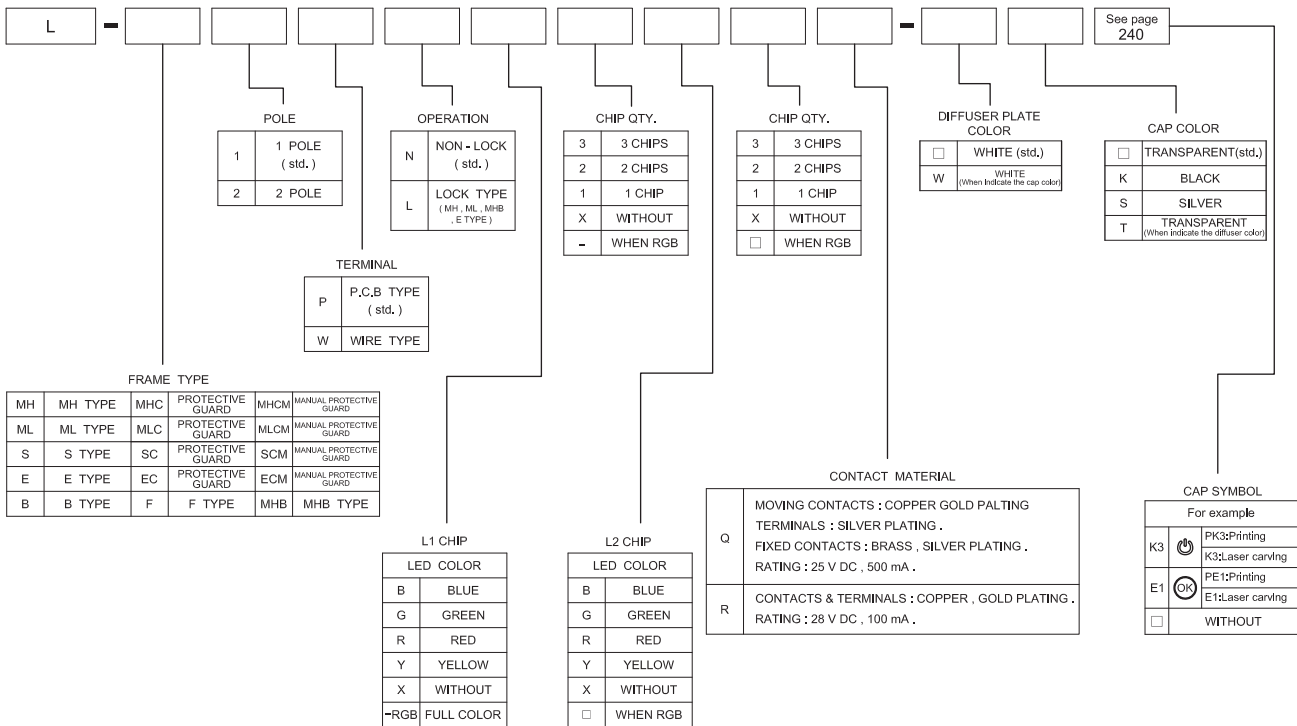 L - - See page
240
POLE
1 1 POLE
( std. )
2 2 POLE
OPERATION
N NON - LOCK
( std. )
L LOCK TYPE
( MH , ML , MHB
, E TYPE )
CHIP QTY.
3 3 CHIPS
2 2 CHIPS
1 1 CHIP
X WITHOUT
- WHEN RGB
CHIP QTY.
3 3 CHIPS
2 2 CHIPS
1 1 CHIP
X WITHOUT
□ WHEN RGB
DIFFUSER PLATE
COLOR
□ WHITE (std.)
W WHITE
(When Indicate the cap color)
CAP COLOR
□ TRANSPARENT(std.)
K BLACK
S SILVER
T TRANSPARENT
(When indicate the diffuser color)
TERMINAL
P P.C.B TYPE
( std. )
W WIRE TYPE
FRAME TYPE
MH MH TYPE MHC PROTECTIVE GUARD MHCM MANUAL PROTECTIVE GUARD
ML ML TYPE MLC PROTECTIVE GUARD MLCM MANUAL PROTECTIVE GUARD
S S TYPE SC PROTECTIVE GUARD SCM MANUAL PROTECTIVE GUARD
E E TYPE EC PROTECTIVE GUARD ECM MANUAL PROTECTIVE GUARD
B B TYPE F F TYPE MHB MHB TYPE
L1 CHIP
LED COLOR
B BLUE
G GREEN
R RED
Y YELLOW
X WITHOUT
-RGB FULL COLOR
L2 CHIP
LED COLOR
B BLUE
G GREEN
R RED
Y YELLOW
X WITHOUT
□ WHEN RGB
CONTACT MATERIAL
Q MOVING CONTACTS : COPPER GOLD PALTING
TERMINALS : SILVER PLATING .
FIXED CONTACTS : BRASS , SILVER PLATING .
RATING : 25 V DC , 500 mA .
R CONTACTS & TERMINALS : COPPER , GOLD PLATING .
RATING : 28 V DC , 100 mA .
CAP SYMBOL
For example
K3 PK3:Printing
K3:Laser carving
E1 OK PE1:Printing
E1:Laser carving
□ WITHOUT